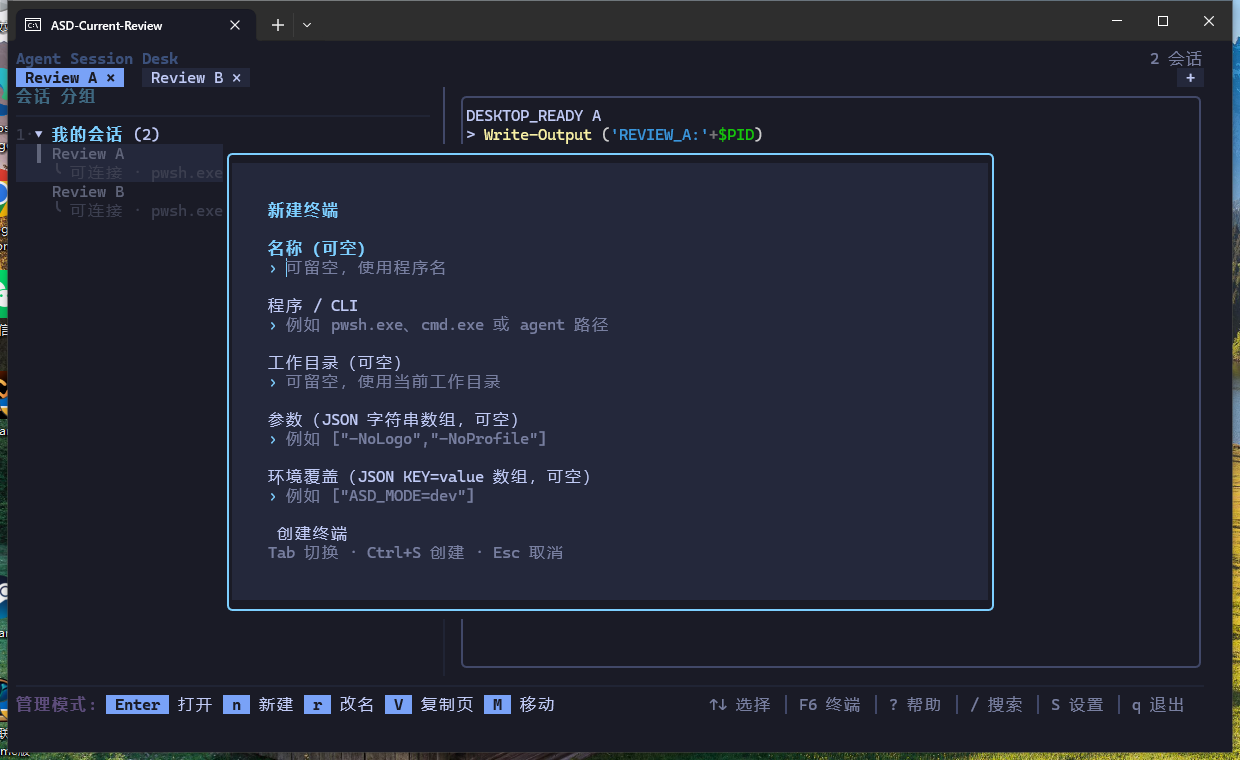 ASD-Current-Review
Agent Session Desk
2 会话
Review A × Review B ×
+
会话 分组
1 ▾ 我的会话 (2)
Review A
╰ 可连接 · pwsh.exe
Review B
╰ 可连接 · pwsh.exe
DESKTOP_READY A
> Write-Output ('REVIEW_A:'+$PID)
新建终端
名称 (可空)
› 可留空, 使用程序名
程序 / CLI
› 例如 pwsh.exe、cmd.exe 或 agent 路径
工作目录 (可空)
› 可留空, 使用当前工作目录
参数 (JSON 字符串数组, 可空)
› 例如 ["-NoLogo","-NoProfile"]
环境覆盖 (JSON KEY=value 数组, 可空)
› 例如 ["ASD_MODE=dev"]
创建终端
Tab 切换 · Ctrl+S 创建 · Esc 取消
管理模式: Enter 打开 n 新建 r 改名 V 复制页 M 移动
↑↓ 选择 │ F6 终端 │ ? 帮助 │ / 搜索 │ S 设置 │ q 退出